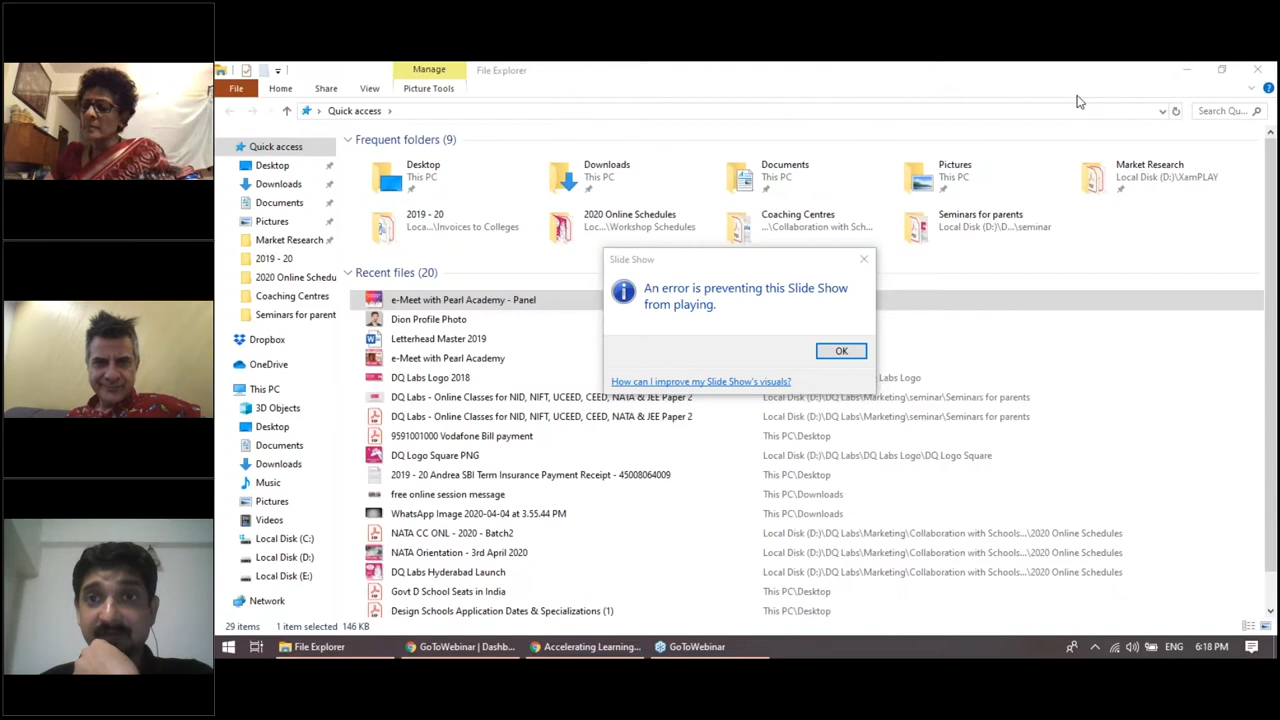 Manage
File Explorer
File
Home
Share
View
Picture Tools
Quick access
Search Qu...
Quick access
Desktop
Downloads
Documents
Pictures
Market Research
2019 - 20
2020 Online Schedu
Coaching Centres
Seminars for parent
Dropbox
OneDrive
This PC
3D Objects
Desktop
Documents
Downloads
Music
Pictures
Videos
Local Disk (C:)
Local Disk (D:)
Local Disk (E:)
Network
Frequent folders (9)
Desktop
This PC
Downloads
This PC
Documents
This PC
Pictures
This PC
Market Research
Local Disk (D:)\XamPLAY
2019 - 20
Loca...\Invoices to Colleges
2020 Online Schedules
Loc...\Workshop Schedules
Coaching Centres
...\Collaboration with Sch...
Seminars for parents
Local Disk (D:)\D...\seminar
Recent files (20)
e-Meet with Pearl Academy - Panel
Dion Profile Photo
Letterhead Master 2019
e-Meet with Pearl Academy
DQ Labs Logo 2018
Labs Logo
DQ Labs - Online Classes for NID, NIFT, UCEED, CEED, NATA & JEE Paper 2
Local Disk (D:)\DQ Labs\Marketing\seminar\Seminars for parents
DQ Labs - Online Classes for NID, NIFT, UCEED, CEED, NATA & JEE Paper 2
Local Disk (D:)\DQ Labs\Marketing\seminar\Seminars for parents
9591001000 Vodafone Bill payment
This PC\Desktop
DQ Logo Square PNG
Local Disk (D:)\DQ Labs\DQ Labs Logo\DQ Logo Square
2019 - 20 Andrea SBI Term Insurance Payment Receipt - 45008064009
This PC\Desktop
free online session message
This PC\Downloads
WhatsApp Image 2020-04-04 at 3.55.44 PM
This PC\Downloads
NATA CC ONL - 2020 - Batch2
Local Disk (D:)\DQ Labs\Marketing\Collaboration with Schools...\2020 Online Schedules
NATA Orientation - 3rd April 2020
Local Disk (D:)\DQ Labs\Marketing\Collaboration with Schools...\2020 Online Schedules
DQ Labs Hyderabad Launch
Local Disk (D:)\DQ Labs\Marketing\Collaboration with Schools...\2020 Online Schedules
Govt D School Seats in India
This PC\Desktop
Design Schools Application Dates & Specializations (1)
This PC\Desktop
Slide Show
An error is preventing this Slide Show
from playing.
OK
How can I improve my Slide Show's visuals?
29 items
1 item selected 146 KB
File Explorer
GoToWebinar | Dashb...
Accelerating Learning...
GoToWebinar
ENG
6:18 PM